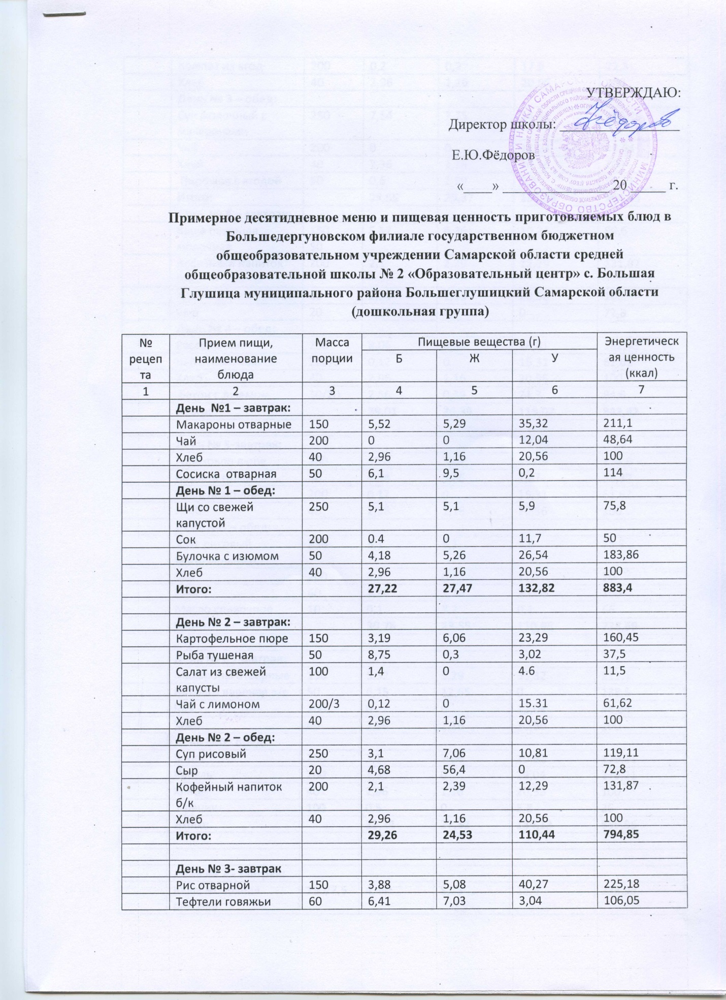 УТВЕРЖДАЮ:
Директор школы:
Е.Ю.Фёдоров
«____» _______________ 20_____ г.
Примерное десятидневное меню и пищевая ценность приготовляемых блюд в
Большедергуновском филиале государственном бюджетном
общеобразовательном учреждении Самарской области средней
общеобразовательной школы № 2 «Образовательный центр» с. Большая
Глушица муниципального района Большеглушицкий Самарской области
(дошкольная группа)
№ рецеп та Прием пищи, наименование блюда Масса порции Пищевые вещества (г) Энергетическ ая ценность (ккал)
Б Ж У
1 2 3 4 5 6 7
День №1 – завтрак:
Макароны отварные 150 5,52 5,29 35,32 211,1
Чай 200 0 0 12,04 48,64
Хлеб 40 2,96 1,16 20,56 100
Сосиска отварная 50 6,1 9,5 0,2 114
День № 1 – обед:
Щи со свежей 250 5,1 5,1 5,9 75,8
капустой
Сок 200 0.4 0 11,7 50
Булочка с изюмом 50 4,18 5,26 26,54 183,86
Хлеб 40 2,96 1,16 20,56 100
Итого: 27,22 27,47 132,82 883,4
День № 2 – завтрак:
Картофельное пюре 150 3,19 6,06 23,29 160,45
Рыба тушеная 50 8,75 0,3 3,02 37,5
Салат из свежей 100 1,4 0 4.6 11,5
капусты
Чай с лимоном 200/3 0,12 0 15.31 61,62
Хлеб 40 2,96 1,16 20,56 100
День № 2 – обед:
Суп рисовый 250 3,1 7,06 10,81 119,11
Сыр 20 4,68 56,4 0 72,8
Кофейный напиток 200 2,1 2,39 12,29 131,87
б/к
Хлеб 40 2,96 1,16 20,56 100
Итого: 29,26 24,53 110,44 794,85
День № 3- завтрак
Рис отварной 150 3,88 5,08 40,27 225,18
Тефтели говяжьи 60 6,41 7,03 3,04 106,05